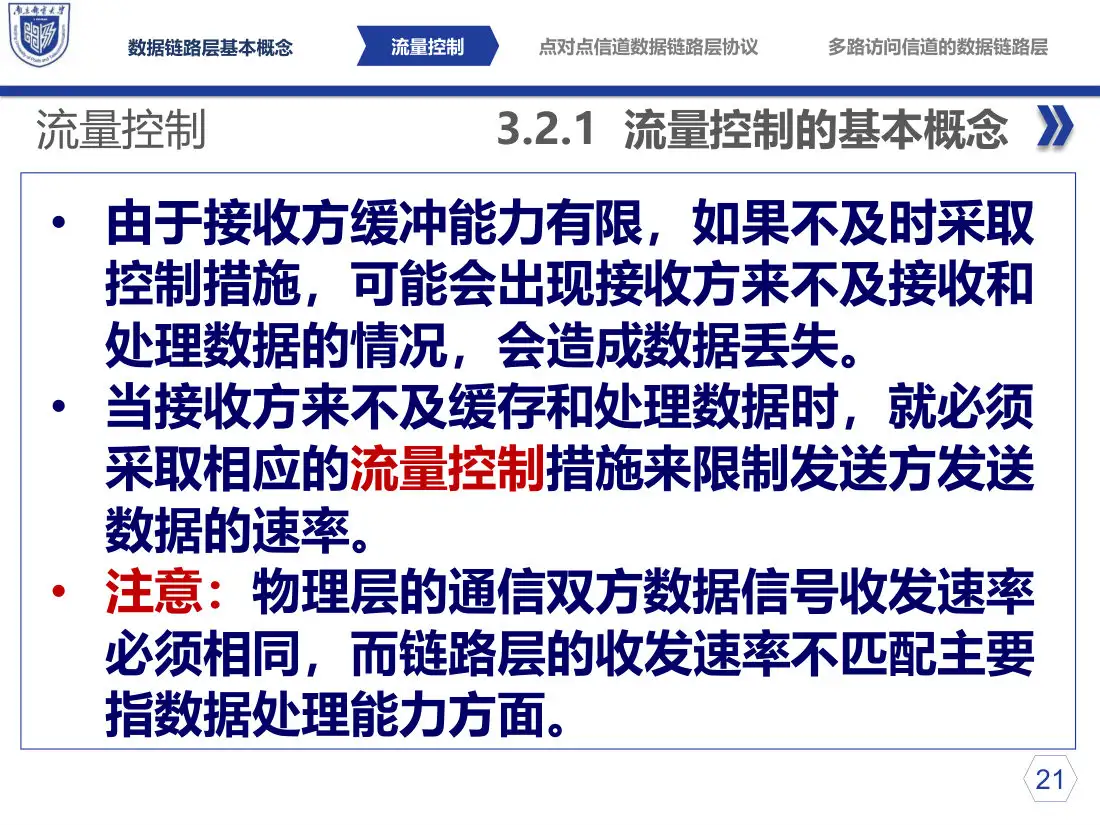 数据链路层基本概念
流量控制
点对点信道数据链路层协议
多路访问信道的数据链路层
流量控制
3.2.1 流量控制的基本概念
• 由于接收方缓冲能力有限，如果不及时采取
控制措施，可能会出现接收方来不及接收和
处理数据的情况，会造成数据丢失。
• 当接收方来不及缓存和处理数据时，就必须
采取相应的流量控制措施来限制发送方发送
数据的速率。
• 注意：物理层的通信双方数据信号收发速率
必须相同，而链路层的收发速率不匹配主要
指数据处理能力方面。
21